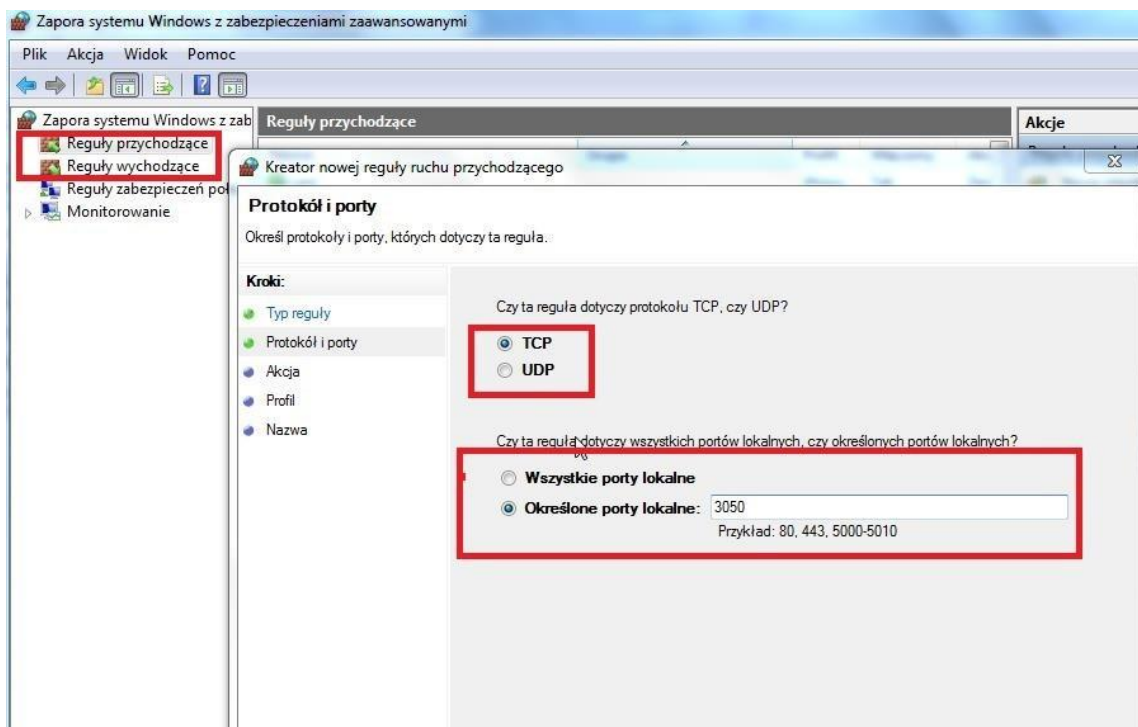 Zapora systemu Windows z zabezpieczeniami zaawansowanymi
Plik Akcja Widok Pomoc
Zapora systemu Windows z zab
Reguły przychodzące
Reguły wychodzące
Reguły zabezpieczeń poł
Monitorowanie
Reguły przychodzące
Akcje
Kreator nowej reguły ruchu przychodzącego
Protokół i porty
Określ protokoły i porty, których dotyczy ta reguła.
Kroki:
Typ reguły
Protokół i porty
Akcja
Profil
Nazwa
Czy ta reguła dotyczy protokołu TCP, czy UDP?
TCP
UDP
Czy ta reguła dotyczy wszystkich portów lokalnych, czy określonych portów lokalnych?
Wszystkie porty lokalne
Określone porty lokalne: 3050
Przykład: 80, 443, 5000-5010